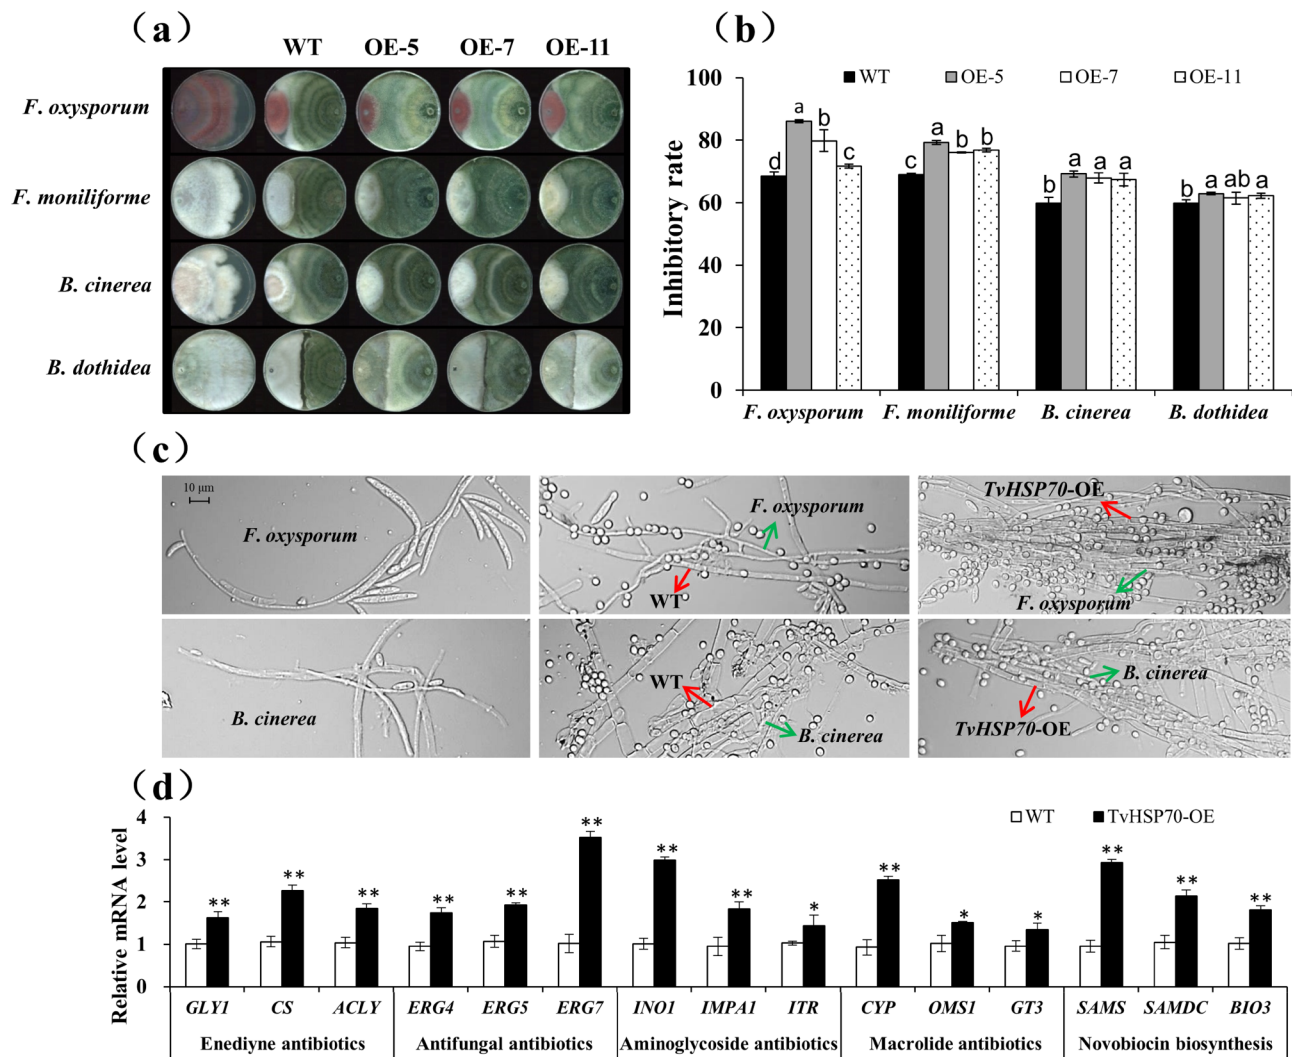 (a)
WT OE-5 OE-7 OE-11
F. oxysporum
F. moniliforme
B. cinerea
B. dothidea
(b)
WT OE-5 OE-7 OE-11
Inhibitory rate
100
80
60
40
20
0
d a b c
c a b b
b a a a
b a ab a
F. oxysporum F. moniliforme B. cinerea B. dothidea
(c)
10 μm
F. oxysporum
F. oxysporum
WT
TvHSP70-OE
F. oxysporum
B. cinerea
WT
B. cinerea
B. cinerea
TvHSP70-OE
(d)
WT TvHSP70-OE
Relative mRNA level
4
3
2
1
0
** ** ** ** ** ** ** ** * ** * * ** ** **
GLY1 CS ACLY ERG4 ERG5 ERG7 INO1 IMPA1 ITR CYP OMS1 GT3 SAMS SAMDC BIO3
Enediyne antibiotics Antifungal antibiotics Aminoglycoside antibiotics Macrolide antibiotics Novobiocin biosynthesis